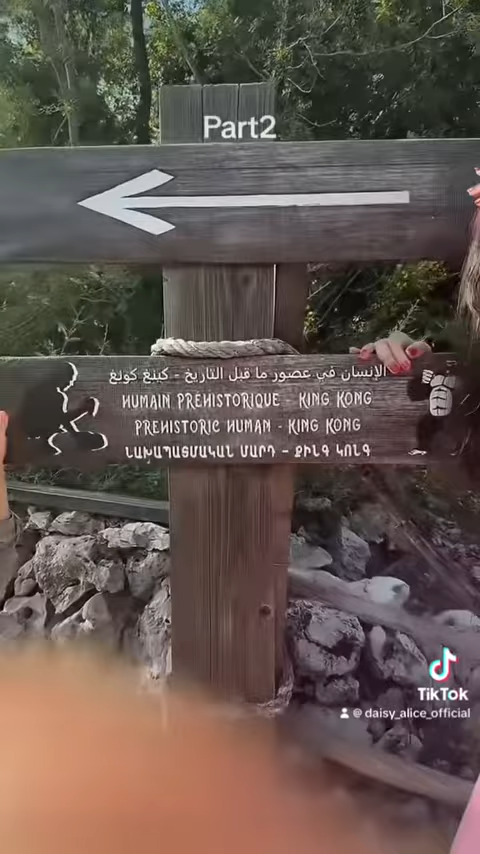 Part2
الإنسان في عصور ما قبل التاريخ - كينغ كونغ
HUMAIN PRÉHISTORIQUE - KING KONG
PREHISTORIC HUMAN - KING KONG
ՆԱԽԱՊԱՏՄԱԿԱՆ ՄԱՐԴ - ՔԻՆԳ ԿՈՆԳ
TikTok
@ daisy_alice_official